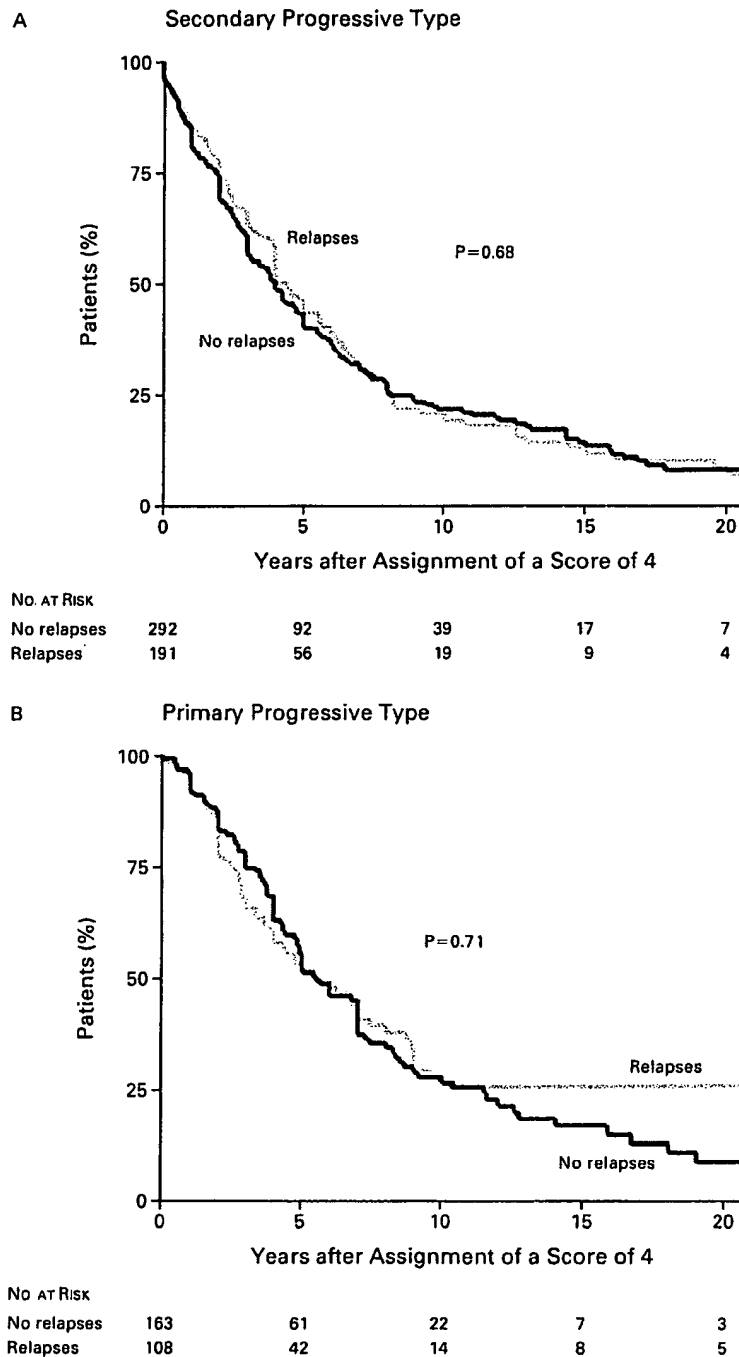 A Secondary Progressive Type
100
75
50
25
0
Patients (%)
Relapses
P=0.68
No relapses
0 5 10 15 20
Years after Assignment of a Score of 4
No. AT RISK
No relapses 292 92 39 17 7
Relapses 191 56 19 9 4
B Primary Progressive Type
100
75
50
25
0
Patients (%)
P=0.71
Relapses
No relapses
0 5 10 15 20
Years after Assignment of a Score of 4
No AT RISK
No relapses 163 61 22 7 3
Relapses 108 42 14 8 5